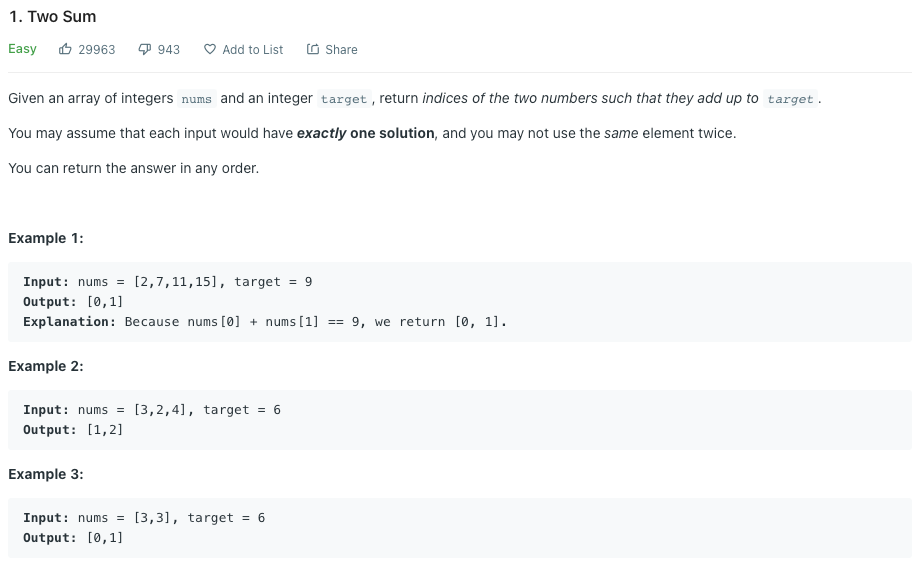 1. Two Sum
Easy 29963 943 Add to List Share
Given an array of integers nums and an integer target, return indices of the two numbers such that they add up to target.
You may assume that each input would have exactly one solution, and you may not use the same element twice.
You can return the answer in any order.
Example 1:
Input: nums = [2,7,11,15], target = 9
Output: [0,1]
Explanation: Because nums[0] + nums[1] == 9, we return [0, 1].
Example 2:
Input: nums = [3,2,4], target = 6
Output: [1,2]
Example 3:
Input: nums = [3,3], target = 6
Output: [0,1]